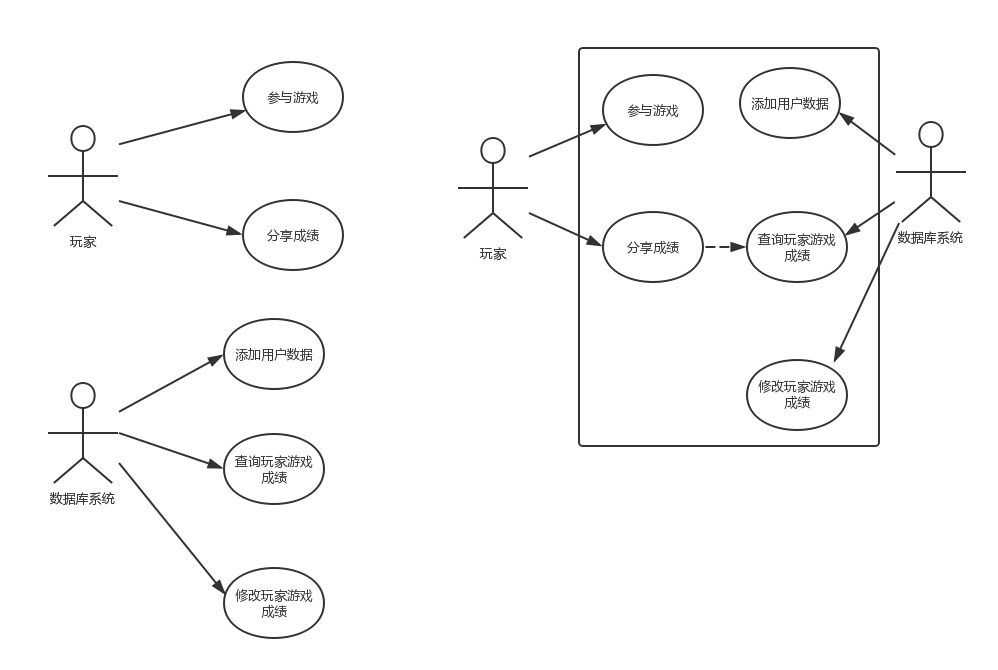 参与游戏
玩家
分享成绩
添加用户数据
查询玩家游戏
成绩
数据库系统
修改玩家游戏
成绩
参与游戏
添加用户数据
玩家
分享成绩
查询玩家游戏
成绩
数据库系统
修改玩家游戏
成绩